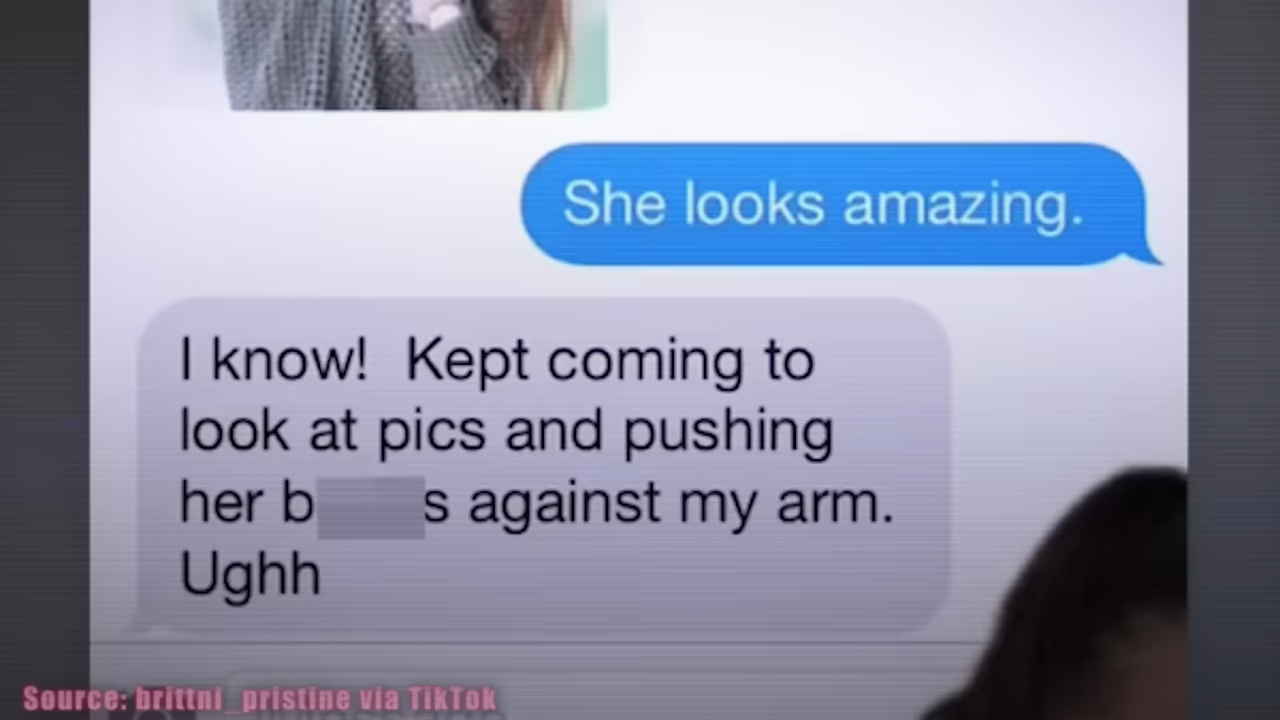 She looks amazing.
I know! Kept coming to
look at pics and pushing
her b s against my arm.
Ughh
Source: brittni_pristine via TikTok